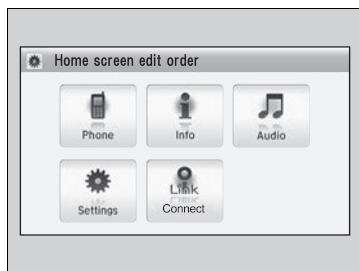 Home screen edit order
Phone
Info
Audio
Settings
Link
Connect